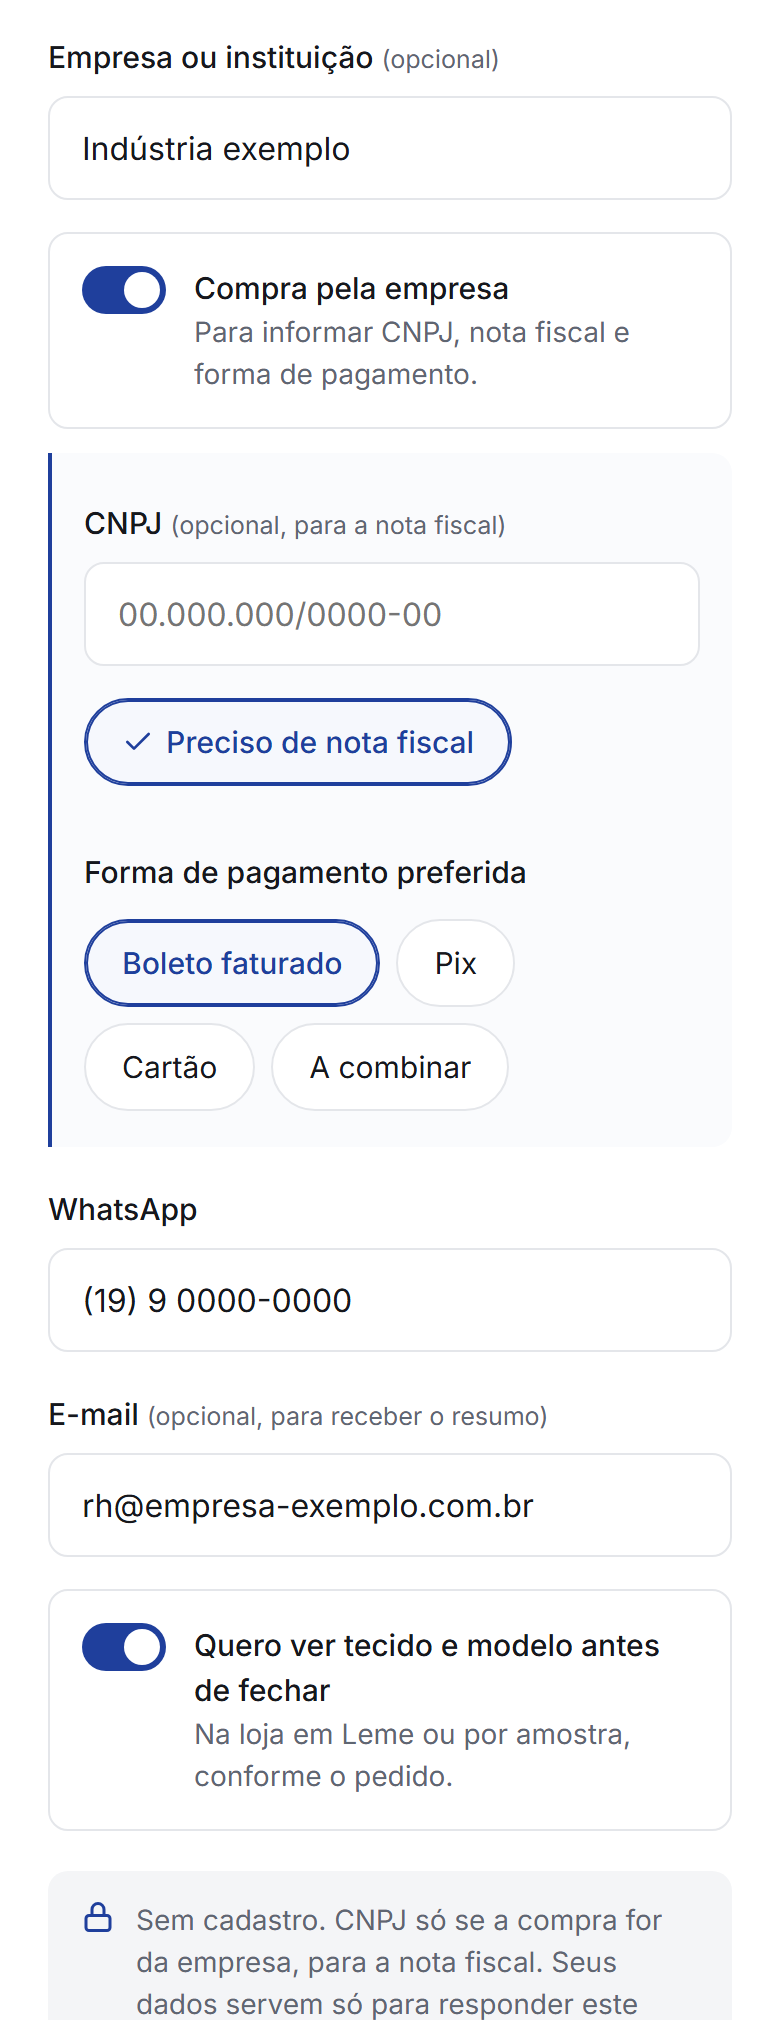 Empresa ou instituição (opcional)
Indústria exemplo
Compra pela empresa
Para informar CNPJ, nota fiscal e
forma de pagamento.
CNPJ (opcional, para a nota fiscal)
00.000.000/0000-00
Preciso de nota fiscal
Forma de pagamento preferida
Boleto faturado
Pix
Cartão
A combinar
WhatsApp
(19) 9 0000-0000
E-mail (opcional, para receber o resumo)
rh@empresa-exemplo.com.br
Quero ver tecido e modelo antes
de fechar
Na loja em Leme ou por amostra,
conforme o pedido.
Sem cadastro. CNPJ só se a compra for
da empresa, para a nota fiscal. Seus
dados servem só para responder este